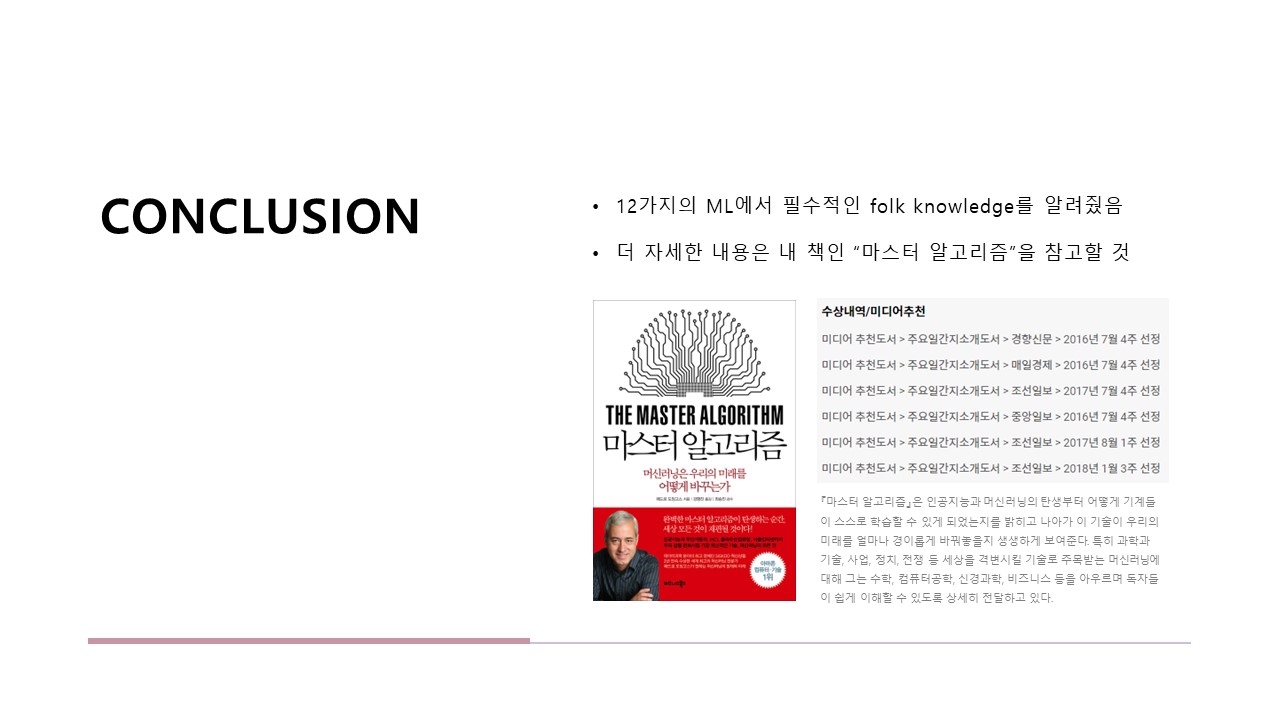 CONCLUSION
• 12가지의 ML에서 필수적인 folk knowledge를 알려줬음
• 더 자세한 내용은 내 책인 “마스터 알고리즘”을 참고할 것
THE MASTER ALGORITHM
마스터 알고리즘
머신러닝은 우리의 미래를
어떻게 바꾸는가
완벽한 마스터 알고리즘이 탄생하는 순간,
세상 모든 것이 재편될 것이다!
아마존
컴퓨터·기술
1위
비즈니스북스
수상내역/미디어추천
미디어 추천도서 > 주요일간지소개도서 > 경향신문 > 2016년 7월 4주 선정
미디어 추천도서 > 주요일간지소개도서 > 매일경제 > 2016년 7월 4주 선정
미디어 추천도서 > 주요일간지소개도서 > 조선일보 > 2017년 7월 4주 선정
미디어 추천도서 > 주요일간지소개도서 > 중앙일보 > 2016년 7월 4주 선정
미디어 추천도서 > 주요일간지소개도서 > 조선일보 > 2017년 8월 1주 선정
미디어 추천도서 > 주요일간지소개도서 > 조선일보 > 2018년 1월 3주 선정
『마스터 알고리즘』은 인공지능과 머신러닝의 탄생부터 어떻게 기계들
이 스스로 학습할 수 있게 되었는지를 밝히고 나아가 이 기술이 우리의
미래를 얼마나 경이롭게 바꿔놓을지 생생하게 보여준다. 특히 과학과
기술, 사업, 정치, 전쟁 등 세상을 격변시킬 기술로 주목받는 머신러닝에
대해 그는 수학, 컴퓨터공학, 신경과학, 비즈니스 등을 아우르며 독자들
이 쉽게 이해할 수 있도록 상세히 전달하고 있다.